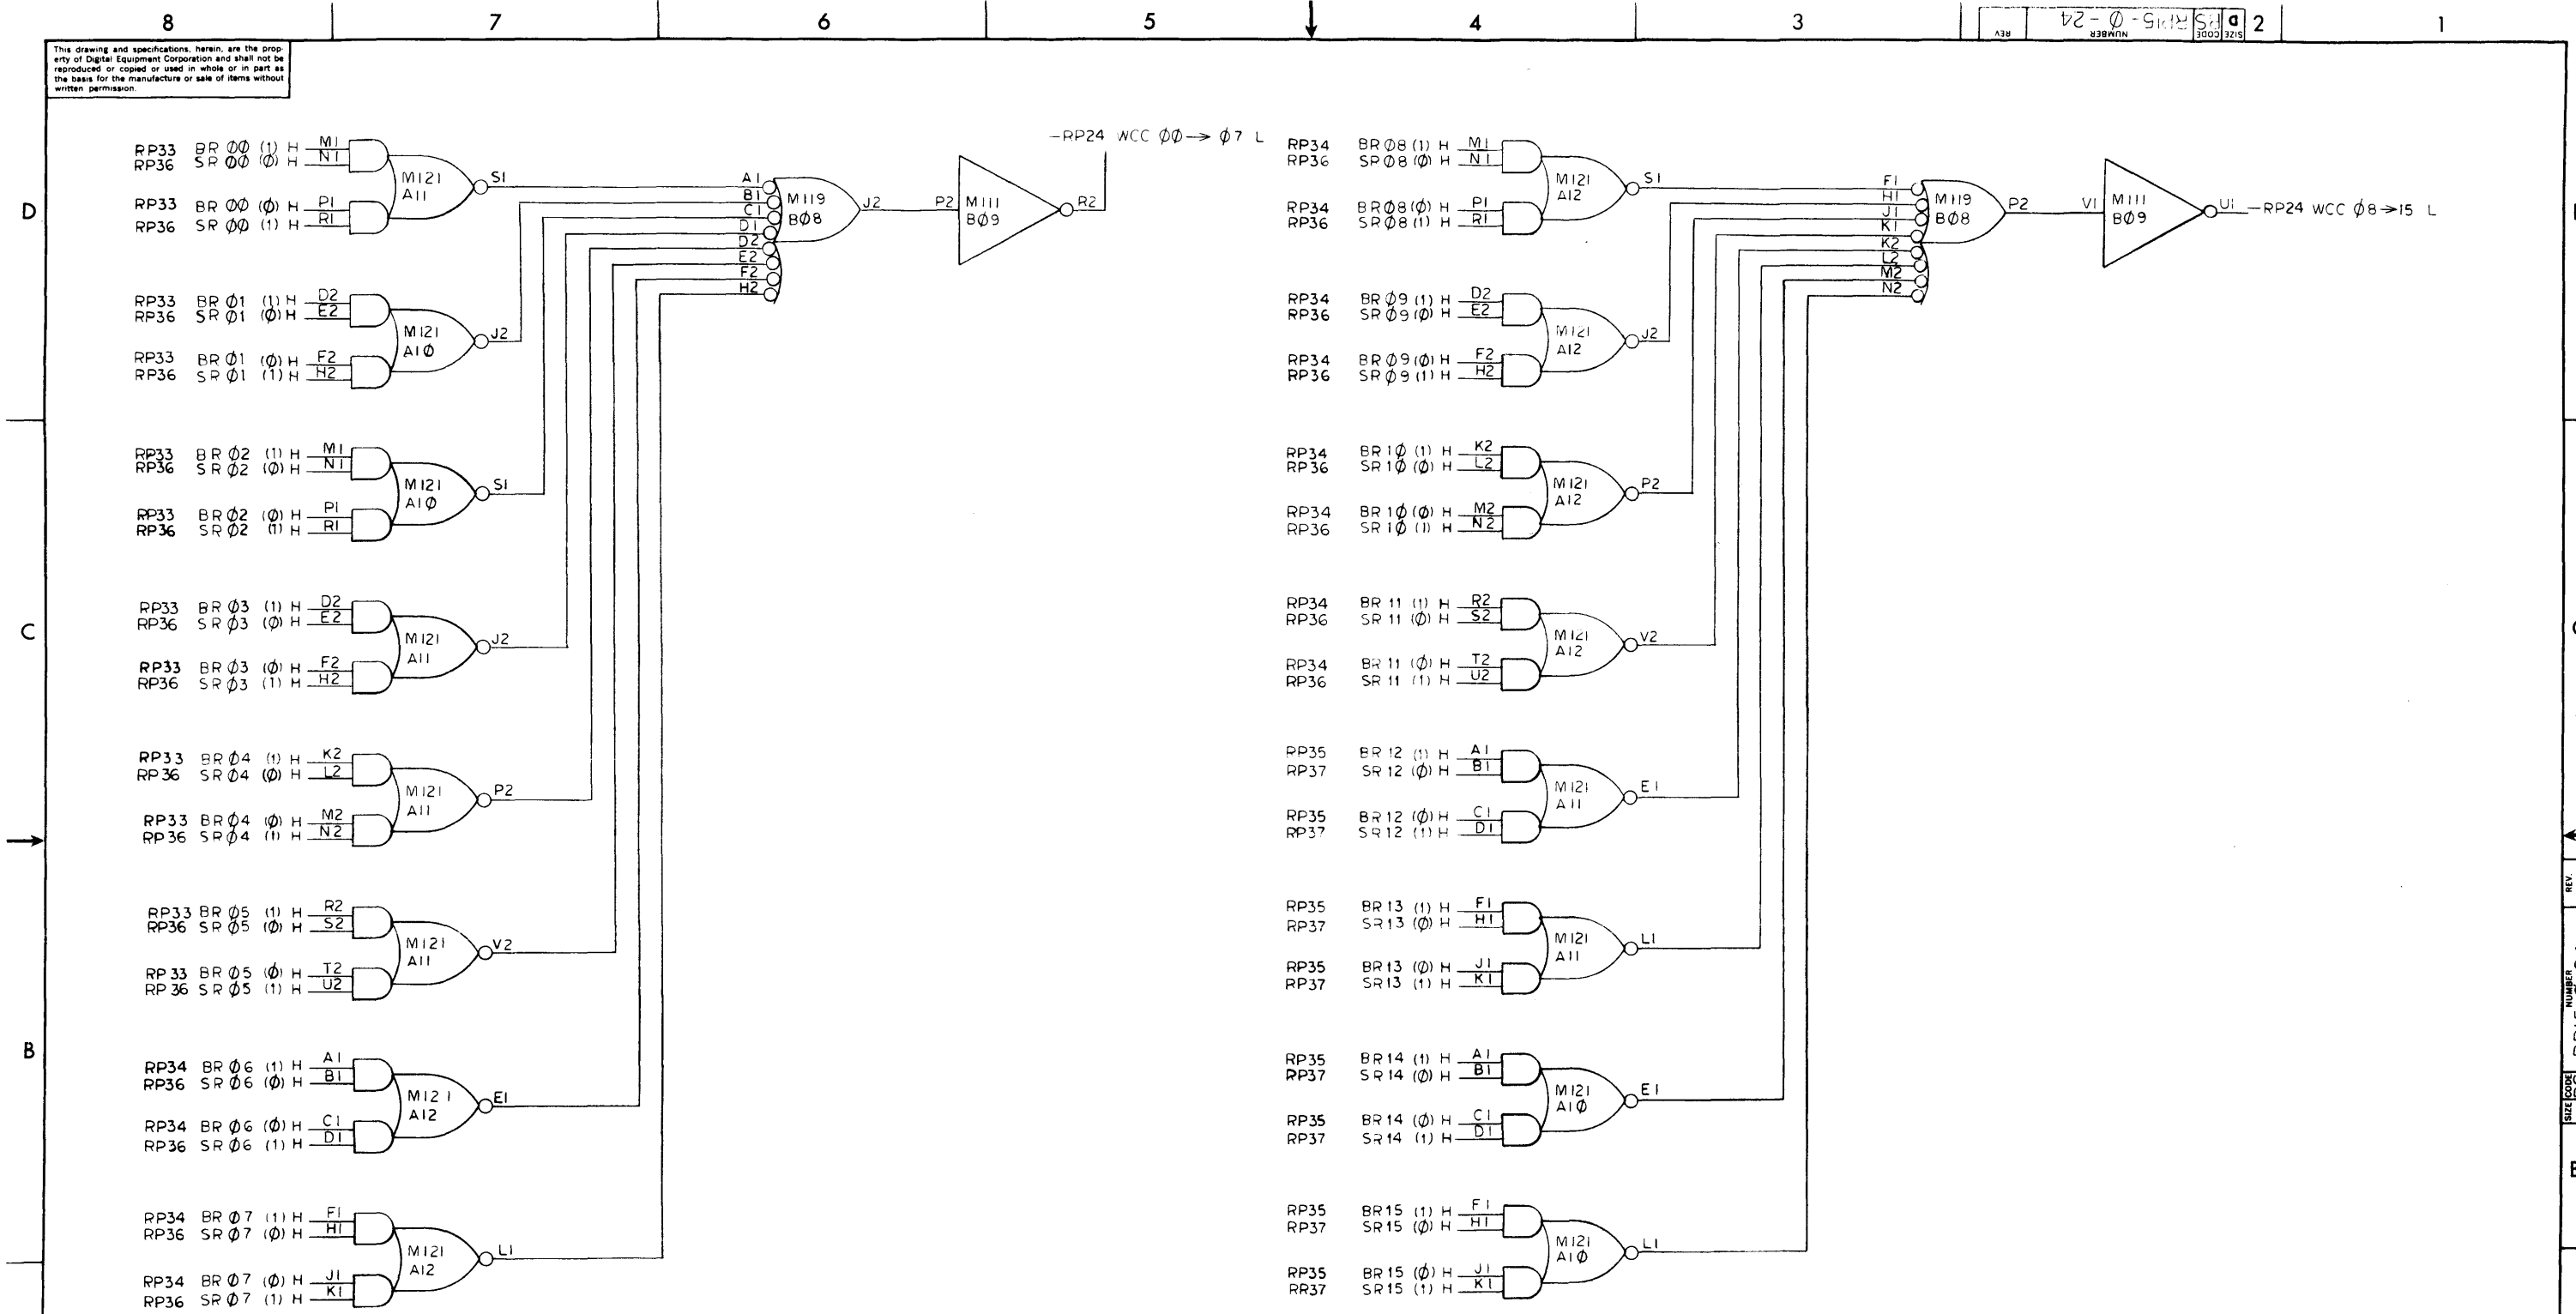 8 7 6 5 4 3 2 1
SIZE CODE NUMBER REV
D BS RP15-Ø-24
This drawing and specifications, herein, are the prop-
erty of Digital Equipment Corporation and shall not be
reproduced or copied or used in whole or in part as
the basis for the manufacture or sale of items without
written permission.
D
C
B
RP33 BR ØØ (1) H M1
RP36 SR ØØ (Ø) H N1
M121
A11
S1
RP33 BR ØØ (Ø) H P1
RP36 SR ØØ (1) H R1
RP33 BR Ø1 (1) H D2
RP36 SR Ø1 (Ø) H E2
M121
A1Ø
J2
RP33 BR Ø1 (Ø) H F2
RP36 SR Ø1 (1) H H2
RP33 BR Ø2 (1) H M1
RP36 SR Ø2 (Ø) H N1
M121
A1Ø
S1
RP33 BR Ø2 (Ø) H P1
RP36 SR Ø2 (1) H R1
RP33 BR Ø3 (1) H D2
RP36 SR Ø3 (Ø) H E2
M121
A11
J2
RP33 BR Ø3 (Ø) H F2
RP36 SR Ø3 (1) H H2
RP33 BR Ø4 (1) H K2
RP36 SR Ø4 (Ø) H L2
M121
A11
P2
RP33 BR Ø4 (Ø) H M2
RP36 SR Ø4 (1) H N2
RP33 BR Ø5 (1) H R2
RP36 SR Ø5 (Ø) H S2
M121
A11
V2
RP33 BR Ø5 (Ø) H T2
RP36 SR Ø5 (1) H U2
RP34 BR Ø6 (1) H A1
RP36 SR Ø6 (Ø) H B1
M121
A12
E1
RP34 BR Ø6 (Ø) H C1
RP36 SR Ø6 (1) H D1
RP34 BR Ø7 (1) H F1
RP36 SR Ø7 (Ø) H H1
M121
A12
L1
RP34 BR Ø7 (Ø) H J1
RP36 SR Ø7 (1) H K1
A1
B1
C1
D1
D2
E2
F2
H2
M119
BØ8
J2
P2
M111
BØ9
R2
RP24 WCC ØØ→Ø7 L
RP34 BR Ø8 (1) H M1
RP36 SR Ø8 (Ø) H N1
M121
A12
S1
RP34 BR Ø8 (Ø) H P1
RP36 SR Ø8 (1) H R1
RP34 BR Ø9 (1) H D2
RP36 SR Ø9 (Ø) H E2
M121
A12
J2
RP34 BR Ø9 (Ø) H F2
RP36 SR Ø9 (1) H H2
RP34 BR 1Ø (1) H K2
RP36 SR 1Ø (Ø) H L2
M121
A12
P2
RP34 BR 1Ø (Ø) H M2
RP36 SR 1Ø (1) H N2
RP34 BR 11 (1) H R2
RP36 SR 11 (Ø) H S2
M121
A12
V2
RP34 BR 11 (Ø) H T2
RP36 SR 11 (1) H U2
RP35 BR 12 (1) H A1
RP37 SR 12 (Ø) H B1
M121
A11
E1
RP35 BR 12 (Ø) H C1
RP37 SR 12 (1) H D1
RP35 BR 13 (1) H F1
RP37 SR 13 (Ø) H H1
M121
A11
L1
RP35 BR 13 (Ø) H J1
RP37 SR 13 (1) H K1
RP35 BR 14 (1) H A1
RP37 SR 14 (Ø) H B1
M121
A1Ø
E1
RP35 BR 14 (Ø) H C1
RP37 SR 14 (1) H D1
RP35 BR 15 (1) H F1
RP37 SR 15 (Ø) H H1
M121
A1Ø
L1
RP35 BR 15 (Ø) H J1
RR37 SR 15 (1) H K1
F1
H1
J1
K1
K2
L2
M2
N2
M119
BØ8
P2
V1
M111
BØ9
U1
RP24 WCC Ø8→15 L
REV.
NUMBER
SIZE CODE